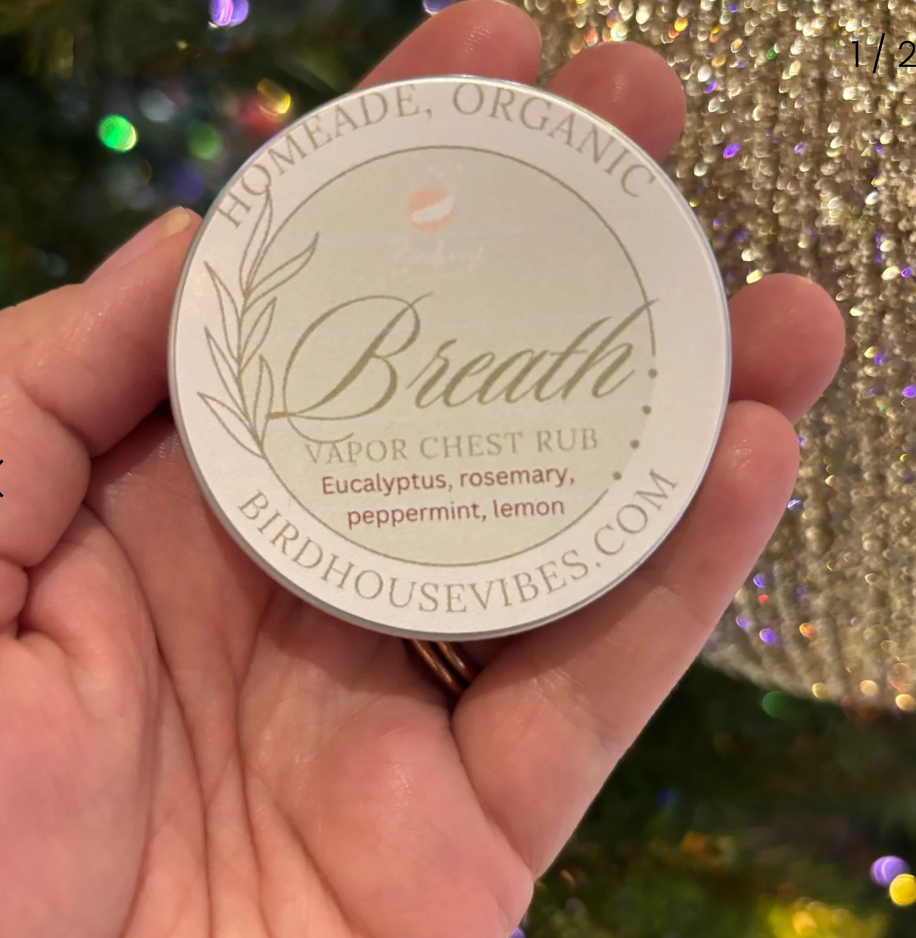 1/2
HOMEADE, ORGANIC
Breath
VAPOR CHEST RUB
Eucalyptus, rosemary,
peppermint, lemon
BIRDHOUSEVIBES.COM